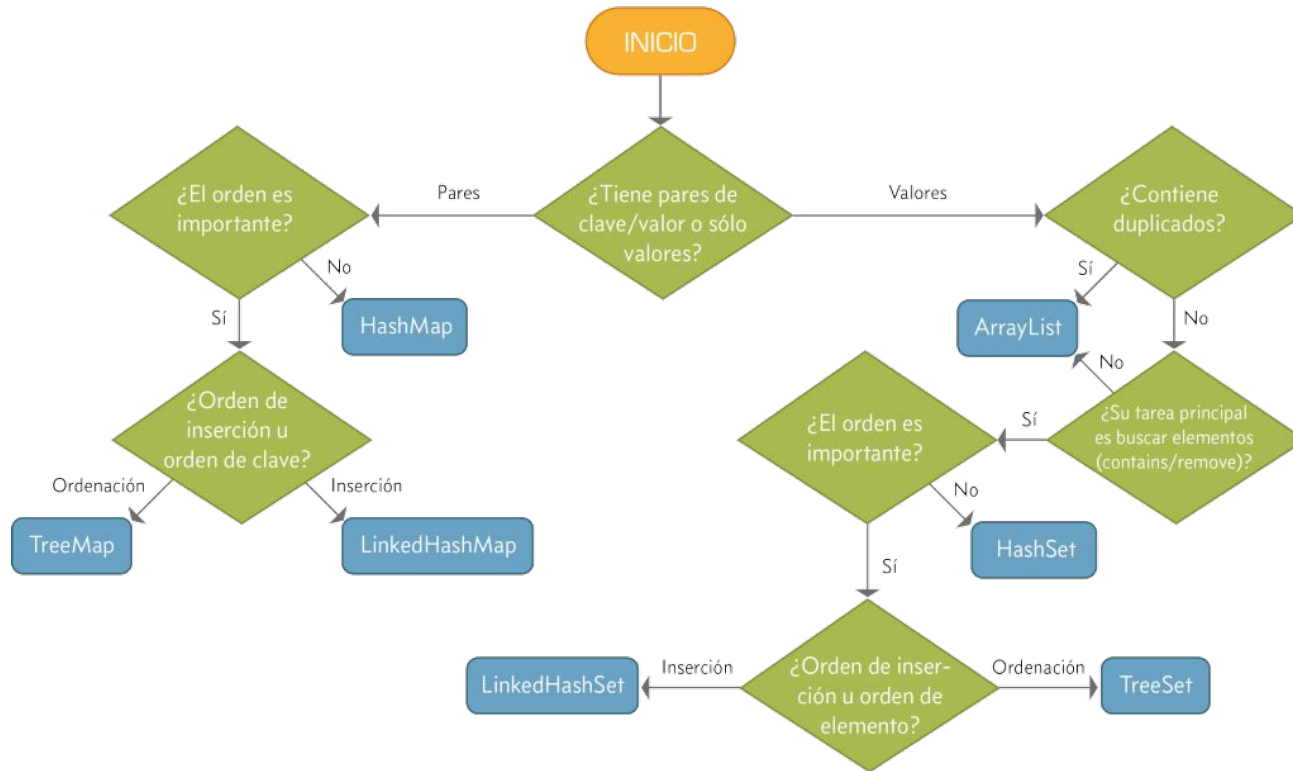 INICIO
¿Tiene pares de
clave/valor o sólo
valores?
Pares
¿El orden es
importante?
No
HashMap
Sí
¿Orden de
inserción u
orden de clave?
Ordenación
TreeMap
Inserción
LinkedHashMap
Valores
¿Contiene
duplicados?
Sí
ArrayList
No
¿Su tarea principal
es buscar elementos
(contains/remove)?
No
Sí
¿El orden es
importante?
No
HashSet
Sí
¿Orden de inser-
ción u orden de
elemento?
Inserción
LinkedHashSet
Ordenación
TreeSet